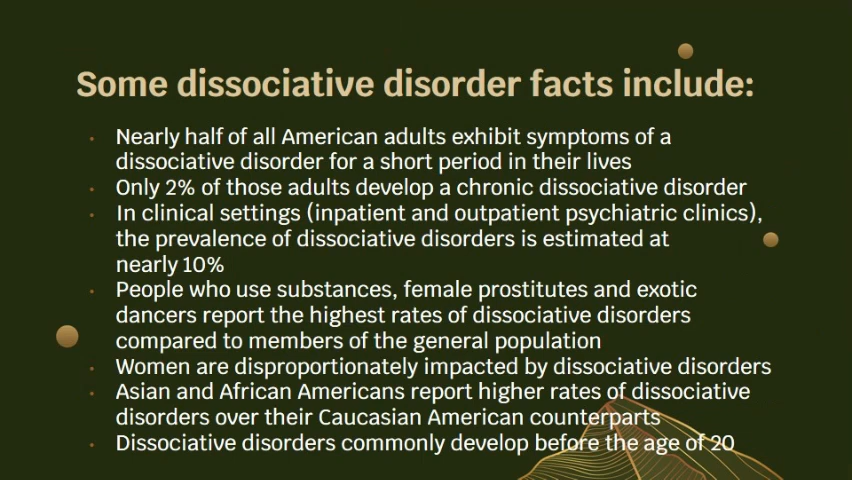 Some dissociative disorder facts include:
• Nearly half of all American adults exhibit symptoms of a
dissociative disorder for a short period in their lives
• Only 2% of those adults develop a chronic dissociative disorder
• In clinical settings (inpatient and outpatient psychiatric clinics),
the prevalence of dissociative disorders is estimated at
nearly 10%
• People who use substances, female prostitutes and exotic
dancers report the highest rates of dissociative disorders
compared to members of the general population
• Women are disproportionately impacted by dissociative disorders
• Asian and African Americans report higher rates of dissociative
disorders over their Caucasian American counterparts
• Dissociative disorders commonly develop before the age of 20